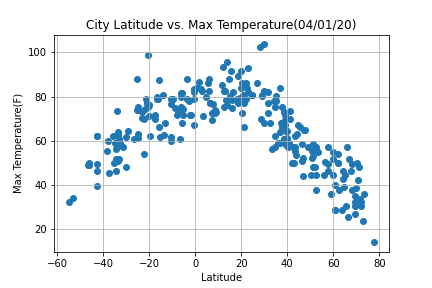 City Latitude vs. Max Temperature(04/01/20)
100
80
60
40
20
Max Temperature(F)
−60 −40 −20 0 20 40 60 80
Latitude